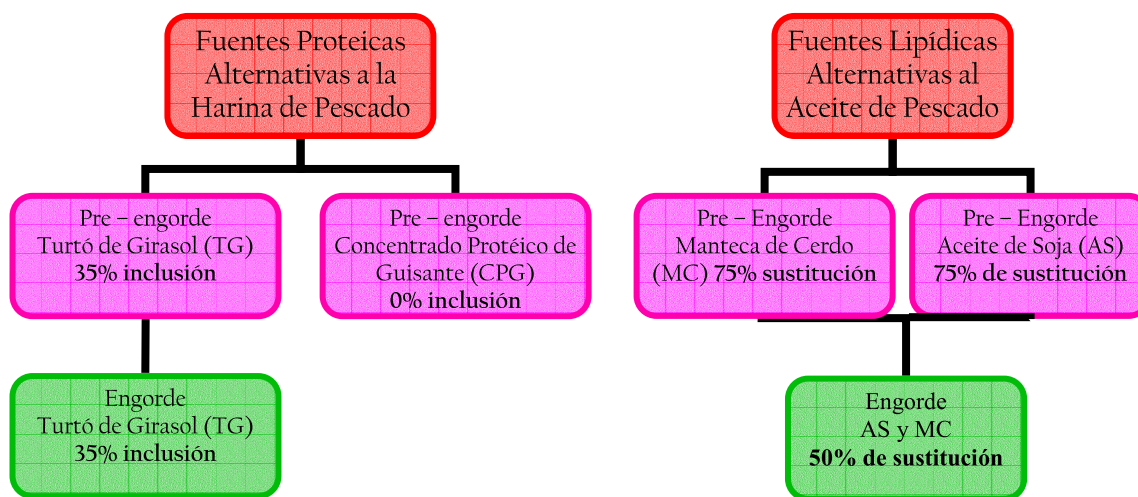 Fuentes Proteicas
Alternativas a la
Harina de Pescado
Fuentes Lipídicas
Alternativas al
Aceite de Pescado
Pre – engorde
Turtó de Girasol (TG)
35% inclusión
Pre – engorde
Concentrado Protéico de
Guisante (CPG)
0% inclusión
Pre – Engorde
Manteca de Cerdo
(MC) 75% sustitución
Pre – Engorde
Aceite de Soja (AS)
75% de sustitución
Engorde
Turtó de Girasol (TG)
35% inclusión
Engorde
AS y MC
50% de sustitución